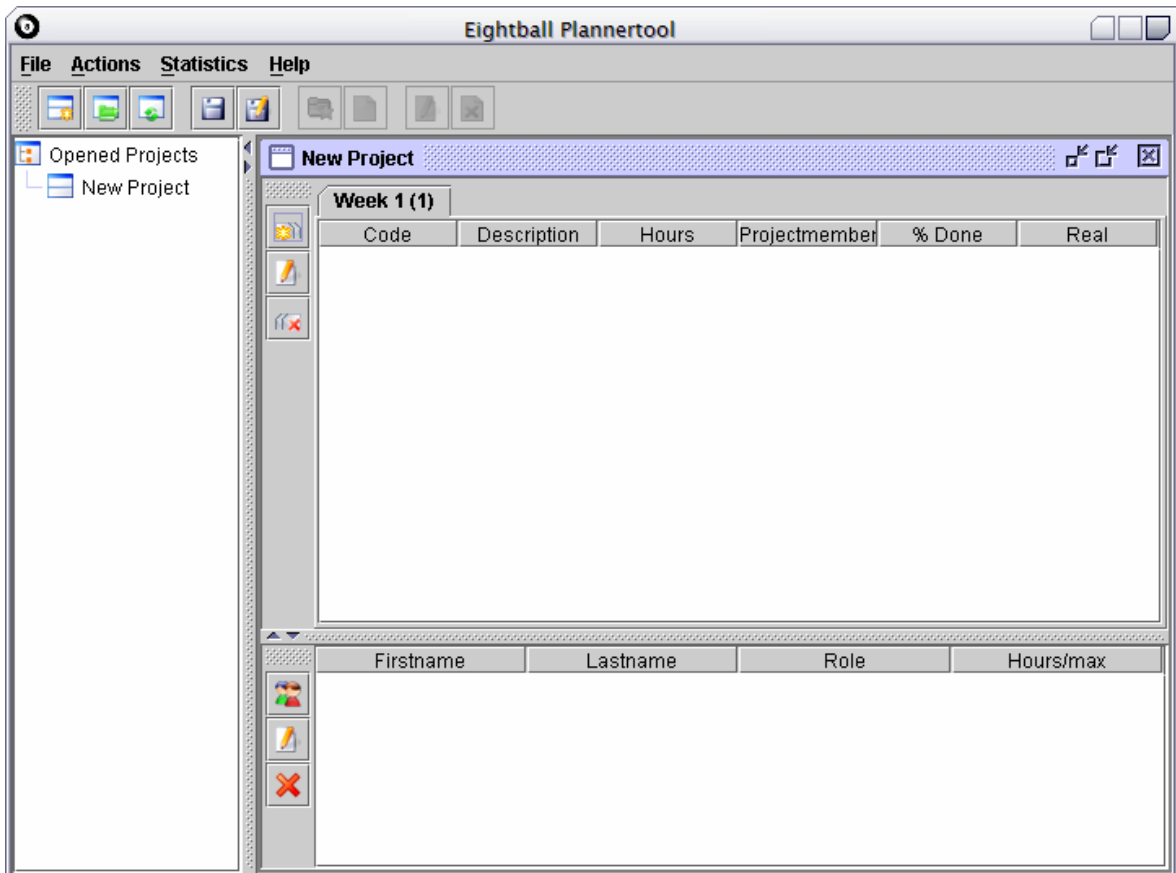 Eightball Plannertool
File Actions Statistics Help
Opened Projects
New Project
New Project
Week 1 (1)
Code Description Hours Projectmember % Done Real
Firstname Lastname Role Hours/max